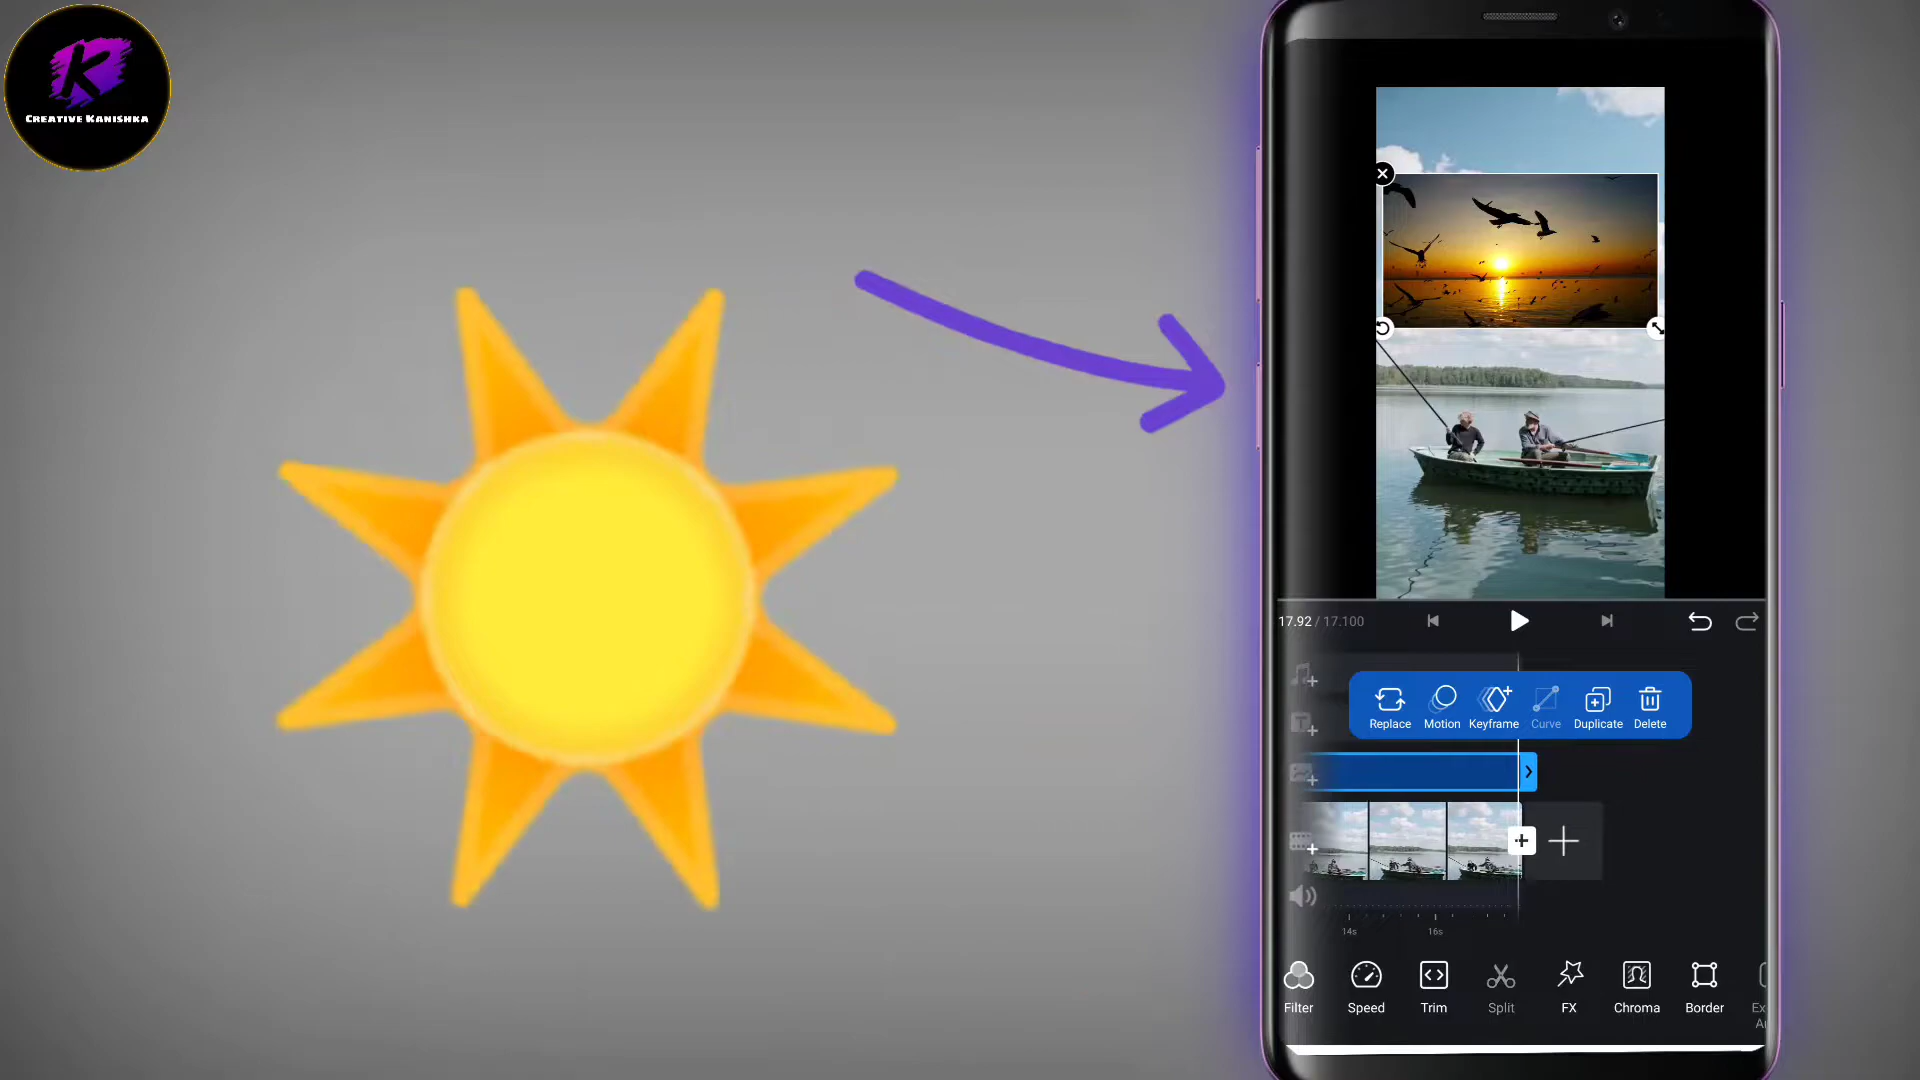 K
CREATIVE KANISHKA
17.92 / 17.100
Replace Motion Keyframe Curve Duplicate Delete
T
14s 16s
Filter Speed Trim Split FX Chroma Border